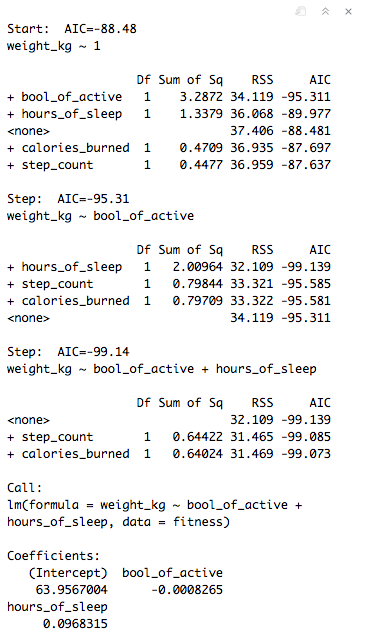 Start:  AIC=-88.48
weight_kg ~ 1
                  Df Sum of Sq    RSS     AIC
+ bool_of_active   1    3.2872 34.119 -95.311
+ hours_of_sleep   1    1.3379 36.068 -89.977
<none>                         37.406 -88.481
+ calories_burned  1    0.4709 36.935 -87.697
+ step_count       1    0.4477 36.959 -87.637
Step:  AIC=-95.31
weight_kg ~ bool_of_active
                  Df Sum of Sq    RSS     AIC
+ hours_of_sleep   1   2.00964 32.109 -99.139
+ step_count       1   0.79844 33.321 -95.585
+ calories_burned  1   0.79709 33.322 -95.581
<none>                         34.119 -95.311
Step:  AIC=-99.14
weight_kg ~ bool_of_active + hours_of_sleep
                  Df Sum of Sq    RSS     AIC
<none>                         32.109 -99.139
+ step_count       1   0.64422 31.465 -99.085
+ calories_burned  1   0.64024 31.469 -99.073
Call:
lm(formula = weight_kg ~ bool_of_active +
hours_of_sleep, data = fitness)
Coefficients:
   (Intercept)  bool_of_active
    63.9567004      -0.0008265
hours_of_sleep
     0.0968315